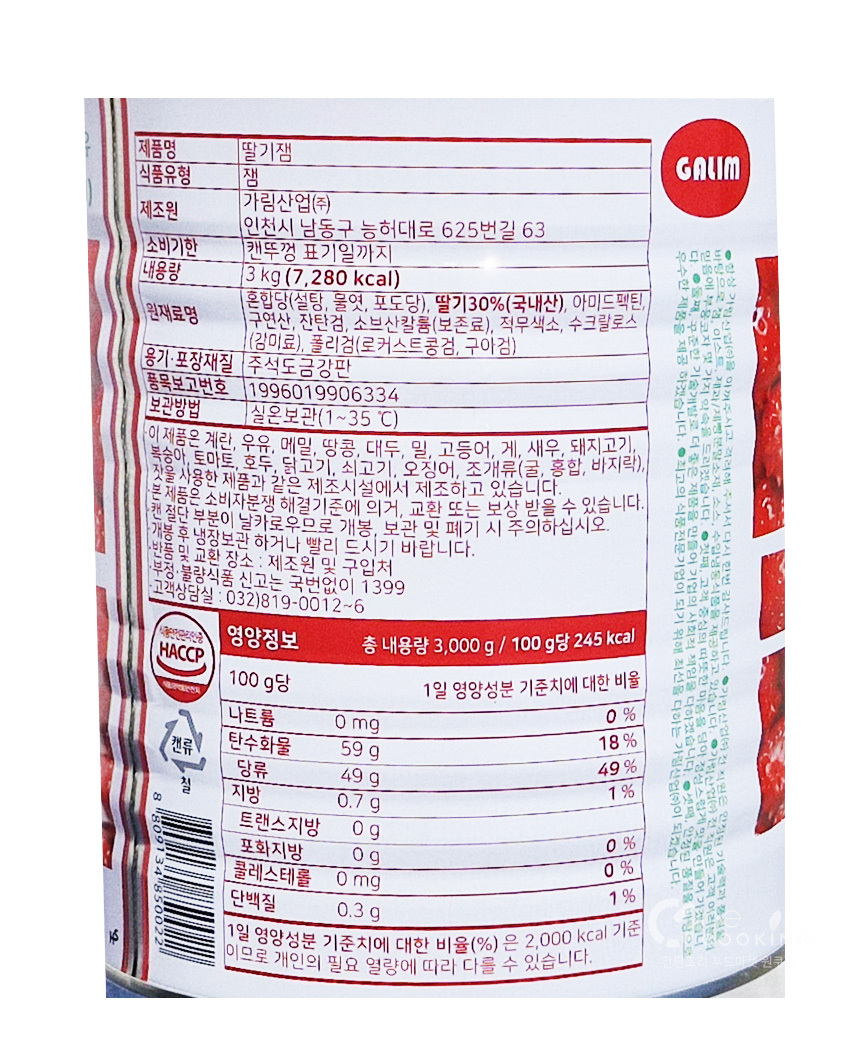 제품명 딸기잼
식품유형 잼
제조원 가림산업㈜
인천시 남동구 능허대로 625번길 63
소비기한 캔뚜껑 표기일까지
내용량 3 kg (7,280 kcal)
원재료명 혼합당(설탕, 물엿, 포도당), 딸기30%(국내산), 아미드펙틴,
구연산, 잔탄검, 소브산칼륨(보존료), 적무색소, 수크랄로스
(감미료), 폴리검(로커스트콩검, 구아검)
용기·포장재질 주석도금강판
품목보고번호 1996019906334
보관방법 실온보관(1~35 ℃)
·이 제품은 계란, 우유, 메밀, 땅콩, 대두, 밀, 고등어, 게, 새우, 돼지고기,
복숭아, 토마토, 호두, 닭고기, 쇠고기, 오징어, 조개류(굴, 홍합, 바지락),
잣을 사용한 제품과 같은 제조시설에서 제조하고 있습니다.
·본 제품은 소비자분쟁 해결기준에 의거, 교환 또는 보상 받을 수 있습니다.
·캔 절단 부분이 날카로우므로 개봉, 보관 및 폐기 시 주의하십시오.
·개봉 후 냉장보관 하거나 빨리 드시기 바랍니다.
·반품 및 교환 장소 : 제조원 및 구입처
·부정·불량식품 신고는 국번없이 1399
·고객상담실 : 032)819-0012~6
GALIM
HACCP
캔류
철
8 809134 850022
영양정보 총 내용량 3,000 g / 100 g당 245 kcal
100 g당 1일 영양성분 기준치에 대한 비율
나트륨 0 mg 0 %
탄수화물 59 g 18 %
당류 49 g 49 %
지방 0.7 g 1 %
트랜스지방 0 g
포화지방 0 g 0 %
콜레스테롤 0 mg 0 %
단백질 0.3 g 1 %
1일 영양성분 기준치에 대한 비율(%) 은 2,000 kcal 기준
이므로 개인의 필요 열량에 따라 다를 수 있습니다.